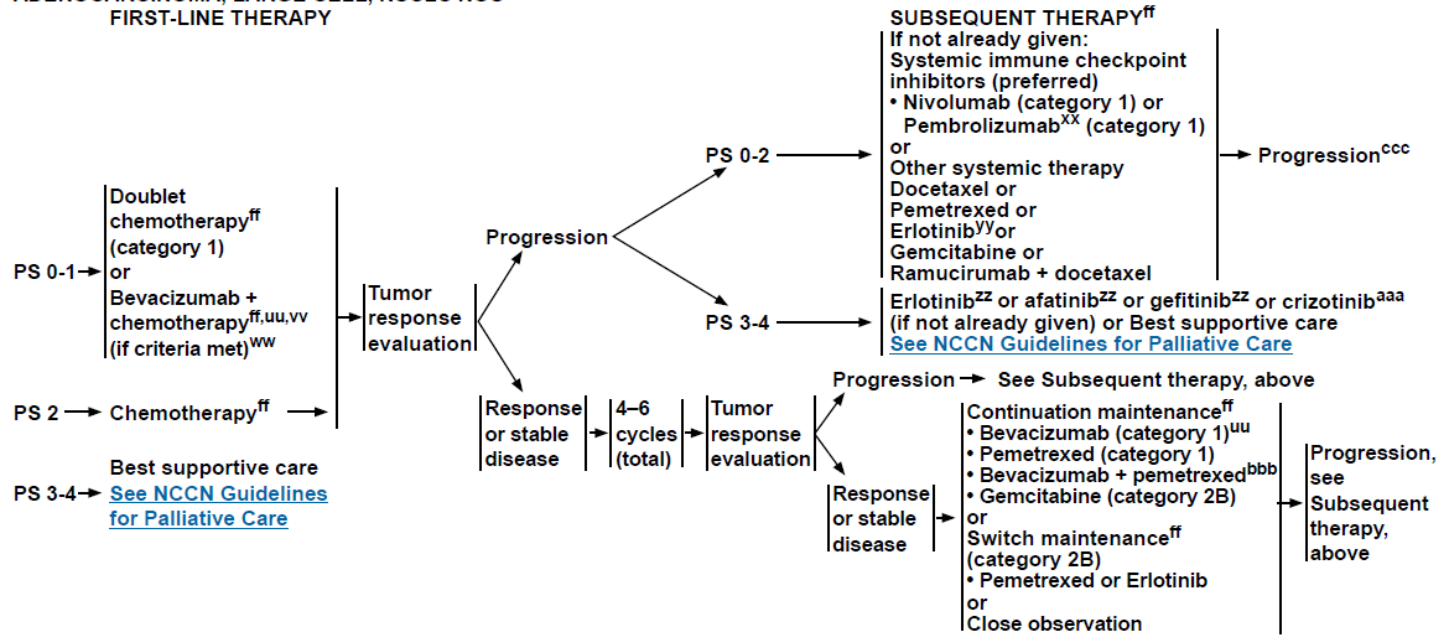 FIRST-LINE THERAPY
PS 0-1
Doublet
chemotherapyff
(category 1)
or
Bevacizumab +
chemotherapyff,uu,vv
(if criteria met)ww
PS 2
Chemotherapyff
PS 3-4
Best supportive care
See NCCN Guidelines
for Palliative Care
Tumor
response
evaluation
Progression
PS 0-2
SUBSEQUENT THERAPYff
If not already given:
Systemic immune checkpoint
inhibitors (preferred)
• Nivolumab (category 1) or
Pembrolizumabxx (category 1)
or
Other systemic therapy
Docetaxel or
Pemetrexed or
Erlotinibyy or
Gemcitabine or
Ramucirumab + docetaxel
Progressionccc
PS 3-4
Erlotinibzz or afatinibzz or gefitinibzz or crizotinibaaa
(if not already given) or Best supportive care
See NCCN Guidelines for Palliative Care
Response
or stable
disease
4–6
cycles
(total)
Tumor
response
evaluation
Progression
See Subsequent therapy, above
Response
or stable
disease
Continuation maintenanceff
• Bevacizumab (category 1)uu
• Pemetrexed (category 1)
• Bevacizumab + pemetrexedbbb
• Gemcitabine (category 2B)
or
Switch maintenanceff
(category 2B)
• Pemetrexed or Erlotinib
or
Close observation
Progression,
see
Subsequent
therapy,
above